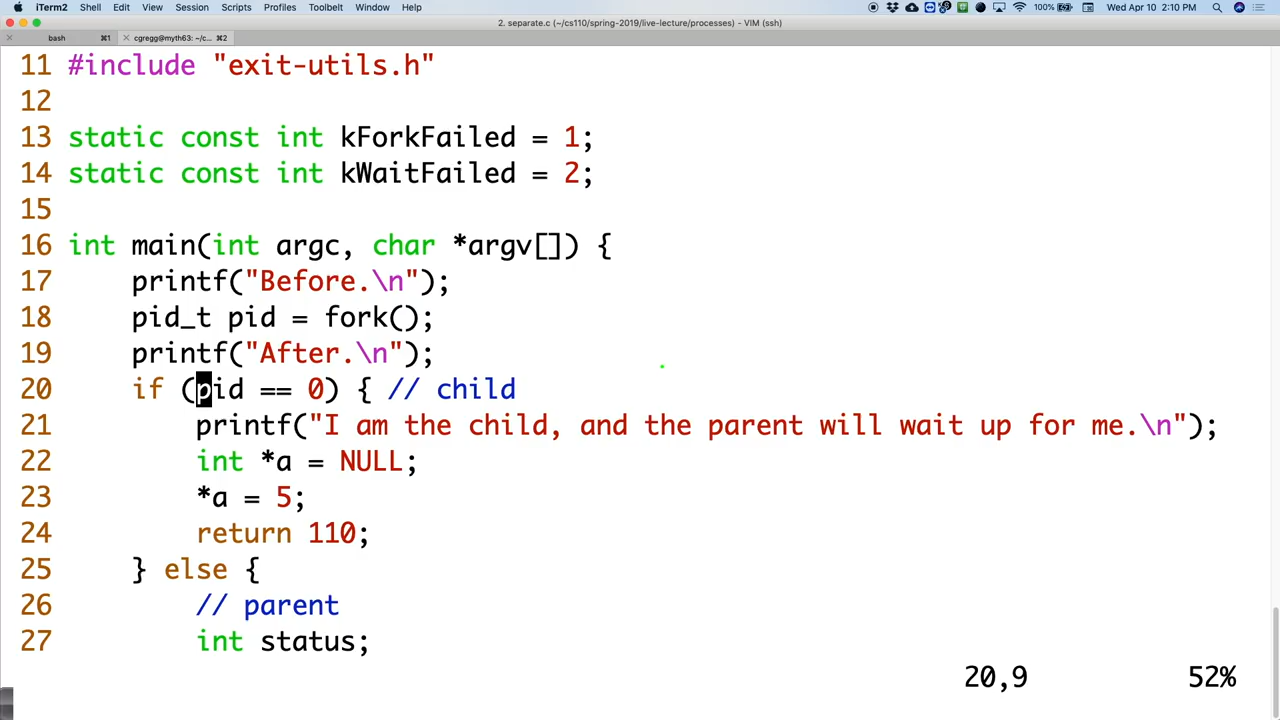 iTerm2 Shell Edit View Session Scripts Profiles Toolbelt Window Help 100% Wed Apr 10 2:10 PM
2. separate.c (~/cs110/spring-2019/live-lecture/processes) - VIM (ssh)
bash ⌘1 cgregg@myth63: ~/c... ⌘2
11 #include "exit-utils.h"
12
13 static const int kForkFailed = 1;
14 static const int kWaitFailed = 2;
15
16 int main(int argc, char *argv[]) {
17 printf("Before.\n");
18 pid_t pid = fork();
19 printf("After.\n");
20 if (pid == 0) { // child
21 printf("I am the child, and the parent will wait up for me.\n");
22 int *a = NULL;
23 *a = 5;
24 return 110;
25 } else {
26 // parent
27 int status;
20,9 52%